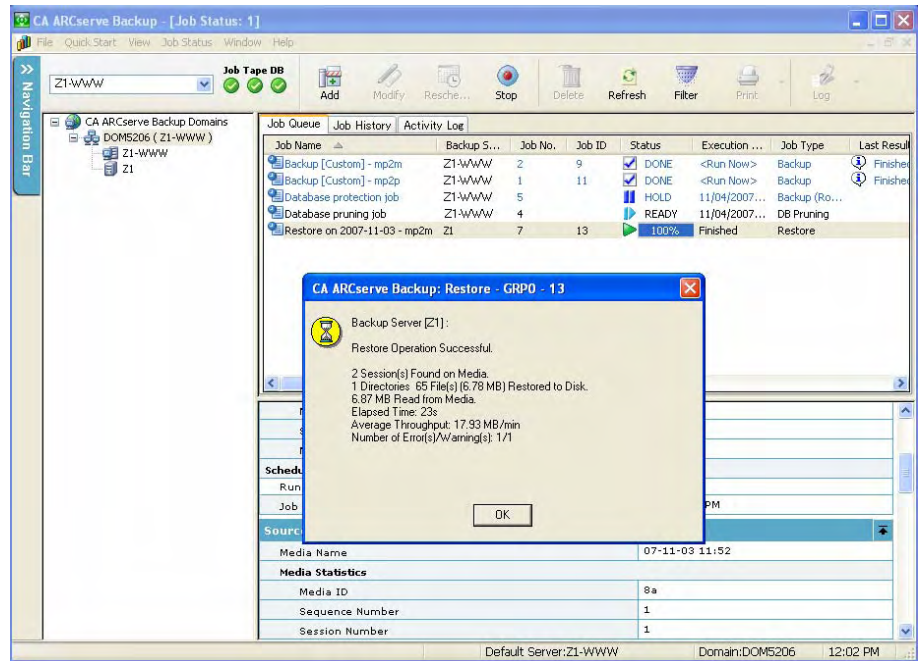 CA ARCserve Backup - [Job Status: 1]
File Quick Start View Job Status Window Help
Navigation Bar
Z1-WWW
Job Tape DB
Add Modify Resche... Stop Delete Refresh Filter Print Log
CA ARCserve Backup Domains
DOM5206 ( Z1-WWW )
Z1-WWW
Z1
Job Queue Job History Activity Log
Job Name Backup S... Job No. Job ID Status Execution ... Job Type Last Result
Backup [Custom] - mp2m Z1-WWW 2 9 DONE <Run Now> Backup Finished
Backup [Custom] - mp2p Z1-WWW 1 11 DONE <Run Now> Backup Finished
Database protection job Z1-WWW 5 HOLD 11/04/2007... Backup (Ro...
Database pruning job Z1-WWW 4 READY 11/04/2007... DB Pruning
Restore on 2007-11-03 - mp2m Z1 7 13 100% Finished Restore
CA ARCserve Backup: Restore - GRP0 - 13
Backup Server [Z1] :
Restore Operation Successful.
2 Session(s) Found on Media.
1 Directories 65 File(s) (6.78 MB) Restored to Disk.
6.87 MB Read from Media.
Elapsed Time: 23s
Average Throughput: 17.93 MB/min
Number of Error(s)/Warning(s): 1/1
OK
Schedu
Run
Job PM
Sourc
Media Name 07-11-03 11:52
Media Statistics
Media ID 8a
Sequence Number 1
Session Number 1
Default Server:Z1-WWW Domain:DOM5206 12:02 PM